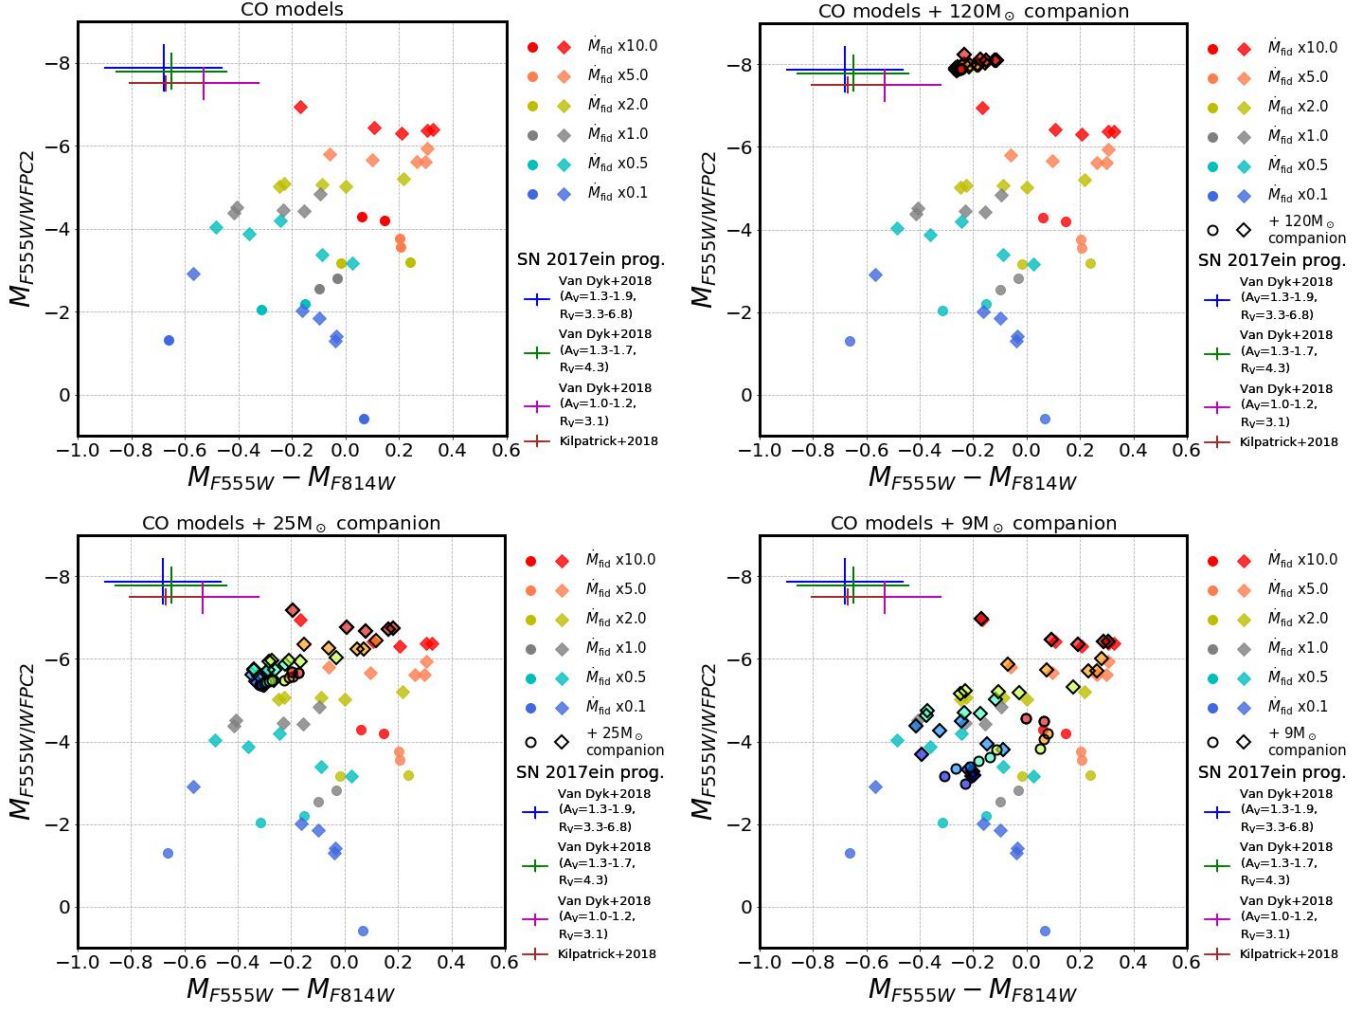 CO models
−8
−6
−4
−2
0
−1.0 −0.8 −0.6 −0.4 −0.2 0.0 0.2 0.4 0.6
M_F555W/WFPC2
M_F555W − M_F814W
Ṁ_fid x10.0
Ṁ_fid x5.0
Ṁ_fid x2.0
Ṁ_fid x1.0
Ṁ_fid x0.5
Ṁ_fid x0.1
SN 2017ein prog.
Van Dyk+2018
(A_V=1.3-1.9,
R_V=3.3-6.8)
Van Dyk+2018
(A_V=1.3-1.7,
R_V=4.3)
Van Dyk+2018
(A_V=1.0-1.2,
R_V=3.1)
Kilpatrick+2018
CO models + 120M☉ companion
−8
−6
−4
−2
0
−1.0 −0.8 −0.6 −0.4 −0.2 0.0 0.2 0.4 0.6
M_F555W/WFPC2
M_F555W − M_F814W
Ṁ_fid x10.0
Ṁ_fid x5.0
Ṁ_fid x2.0
Ṁ_fid x1.0
Ṁ_fid x0.5
Ṁ_fid x0.1
+ 120M☉
companion
SN 2017ein prog.
Van Dyk+2018
(A_V=1.3-1.9,
R_V=3.3-6.8)
Van Dyk+2018
(A_V=1.3-1.7,
R_V=4.3)
Van Dyk+2018
(A_V=1.0-1.2,
R_V=3.1)
Kilpatrick+2018
CO models + 25M☉ companion
−8
−6
−4
−2
0
−1.0 −0.8 −0.6 −0.4 −0.2 0.0 0.2 0.4 0.6
M_F555W/WFPC2
M_F555W − M_F814W
Ṁ_fid x10.0
Ṁ_fid x5.0
Ṁ_fid x2.0
Ṁ_fid x1.0
Ṁ_fid x0.5
Ṁ_fid x0.1
+ 25M☉
companion
SN 2017ein prog.
Van Dyk+2018
(A_V=1.3-1.9,
R_V=3.3-6.8)
Van Dyk+2018
(A_V=1.3-1.7,
R_V=4.3)
Van Dyk+2018
(A_V=1.0-1.2,
R_V=3.1)
Kilpatrick+2018
CO models + 9M☉ companion
−8
−6
−4
−2
0
−1.0 −0.8 −0.6 −0.4 −0.2 0.0 0.2 0.4 0.6
M_F555W/WFPC2
M_F555W − M_F814W
Ṁ_fid x10.0
Ṁ_fid x5.0
Ṁ_fid x2.0
Ṁ_fid x1.0
Ṁ_fid x0.5
Ṁ_fid x0.1
+ 9M☉
companion
SN 2017ein prog.
Van Dyk+2018
(A_V=1.3-1.9,
R_V=3.3-6.8)
Van Dyk+2018
(A_V=1.3-1.7,
R_V=4.3)
Van Dyk+2018
(A_V=1.0-1.2,
R_V=3.1)
Kilpatrick+2018